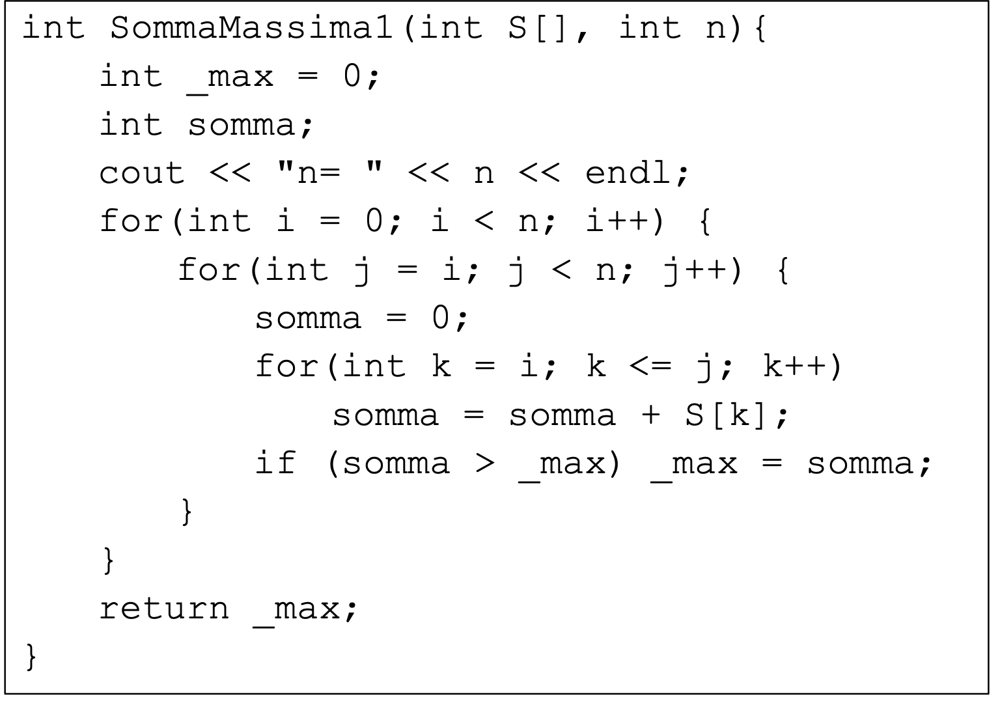 int SommaMassima1(int S[], int n){
int _max = 0;
int somma;
cout << "n= " << n << endl;
for(int i = 0; i < n; i++) {
for(int j = i; j < n; j++) {
somma = 0;
for(int k = i; k <= j; k++)
somma = somma + S[k];
if (somma > _max) _max = somma;
}
}
return _max;
}